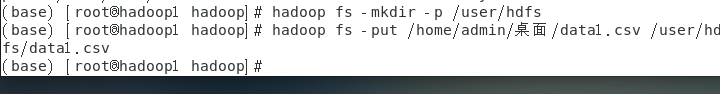 (base) [root@hadoop1 hadoop]# hadoop fs -mkdir -p /user/hdfs
(base) [root@hadoop1 hadoop]# hadoop fs -put /home/admin/桌面/data1.csv /user/hd
fs/data1.csv
(base) [root@hadoop1 hadoop]#